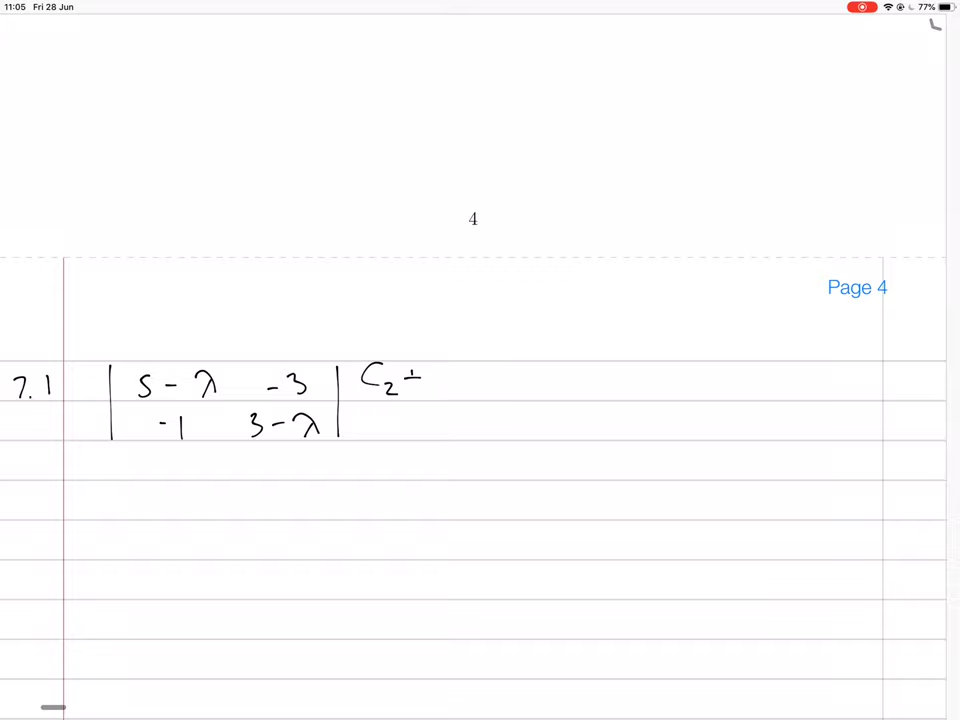 11:05 Fri 28 Jun 77%
4
Page 4
7.1 | 5 - λ -3 | C₂ +
| -1 3 - λ |